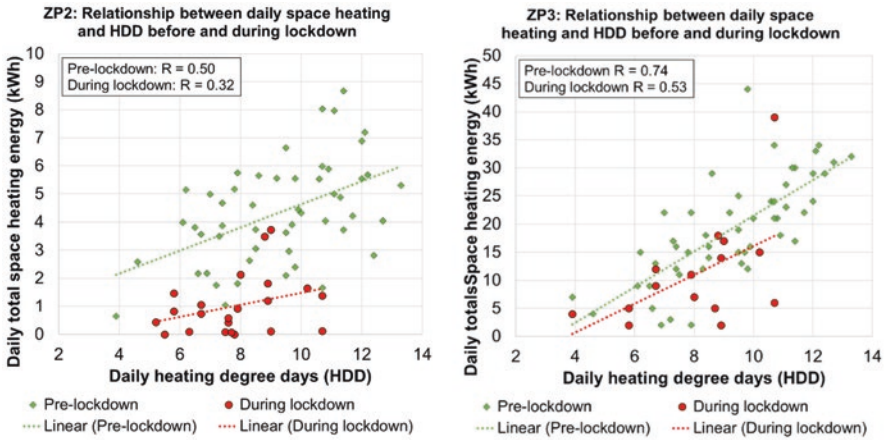 ZP2: Relationship between daily space heating
and HDD before and during lockdown
Daily total space heating energy (kWh)
10
9
8
7
6
5
4
3
2
1
0
Pre-lockdown: R = 0.50
During lockdown: R = 0.32
2 4 6 8 10 12 14
Daily heating degree days (HDD)
Pre-lockdown During lockdown
Linear (Pre-lockdown) Linear (During lockdown)
ZP3: Relationship between daily space
heating and HDD before and during lockdown
Daily totalsSpace heating energy (kWh)
50
45
40
35
30
25
20
15
10
5
0
Pre-lockdown R = 0.74
During lockdown R = 0.53
2 4 6 8 10 12 14
Daily heating degree days (HDD)
Pre-lockdown During lockdown
Linear (Pre-lockdown) Linear (During lockdown)